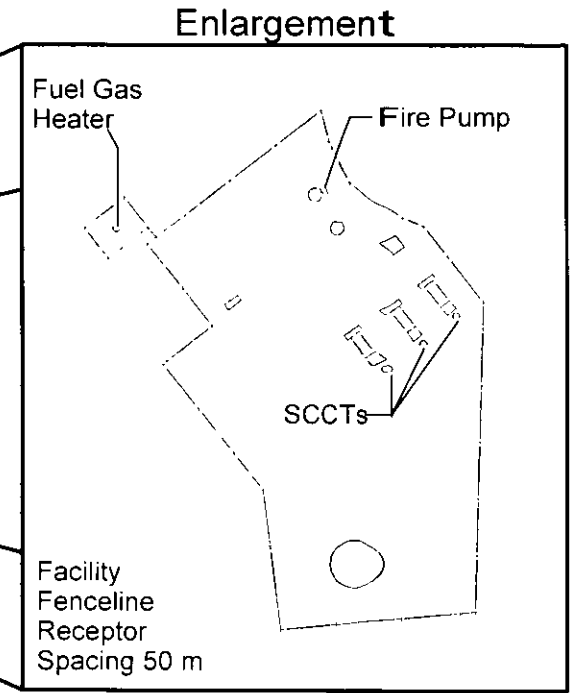 Enlargement
Fuel Gas
Heater
Fire Pump
SCCTs
Facility
Fenceline
Receptor
Spacing 50 m